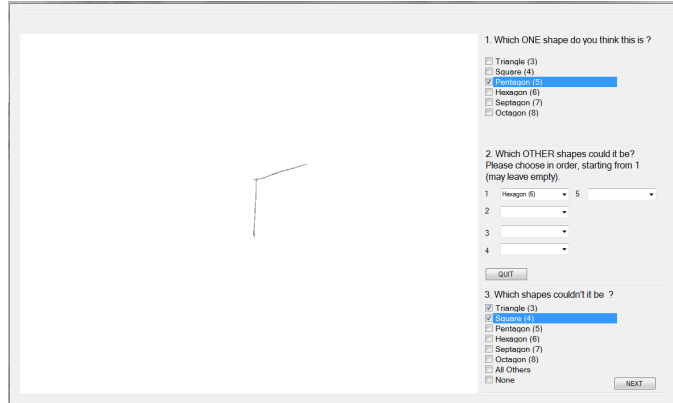 1. Which ONE shape do you think this is ?
Triangle (3)
Square (4)
Pentagon (5)
Hexagon (6)
Septagon (7)
Octagon (8)
2. Which OTHER shapes could it be?
Please choose in order, starting from 1
(may leave empty).
1 Hexagon (6) 5
2
3
4
QUIT
3. Which shapes couldn't it be ?
Triangle (3)
Square (4)
Pentagon (5)
Hexagon (6)
Septagon (7)
Octagon (8)
All Others
None
NEXT